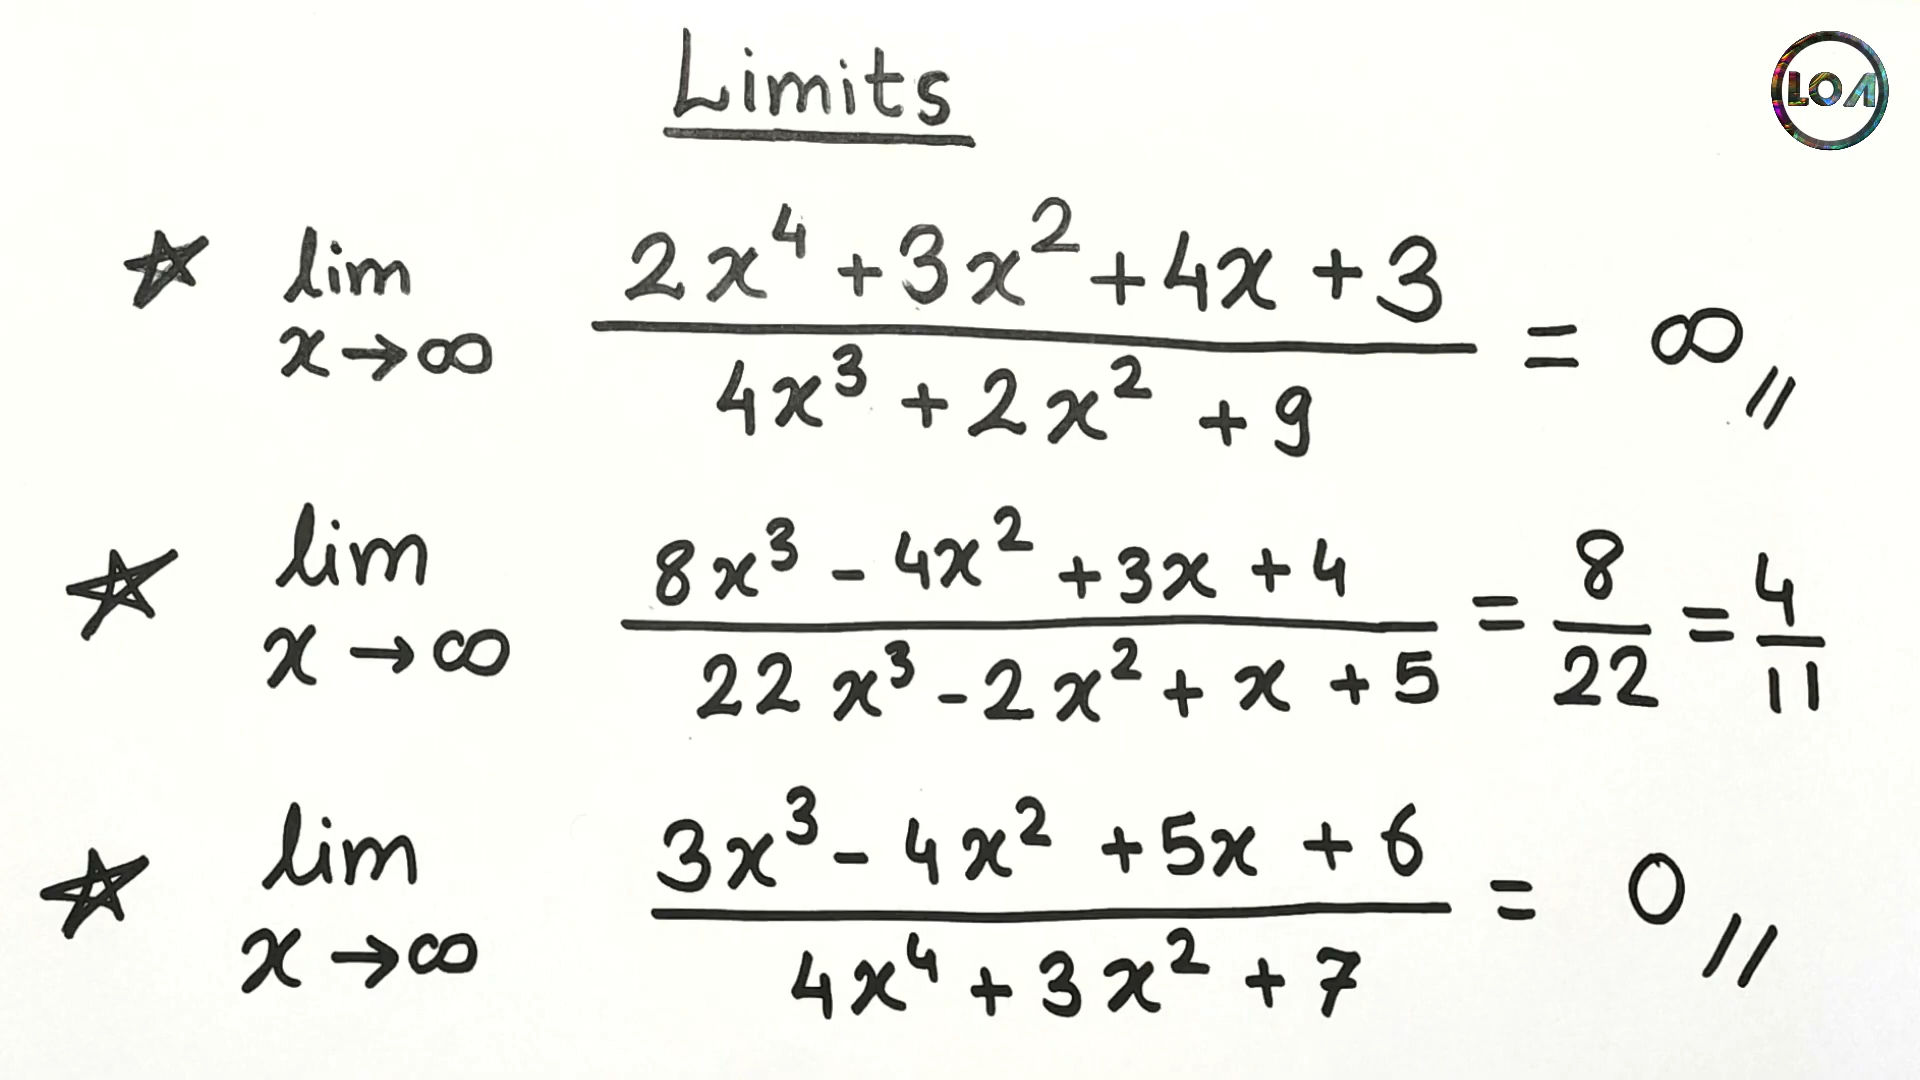 Limits
LOA
☆ lim x→∞ (2x⁴ + 3x² + 4x + 3) / (4x³ + 2x² + 9) = ∞ //
☆ lim x→∞ (8x³ - 4x² + 3x + 4) / (22x³ - 2x² + x + 5) = 8/22 = 4/11
☆ lim x→∞ (3x³ - 4x² + 5x + 6) / (4x⁴ + 3x² + 7) = 0 //